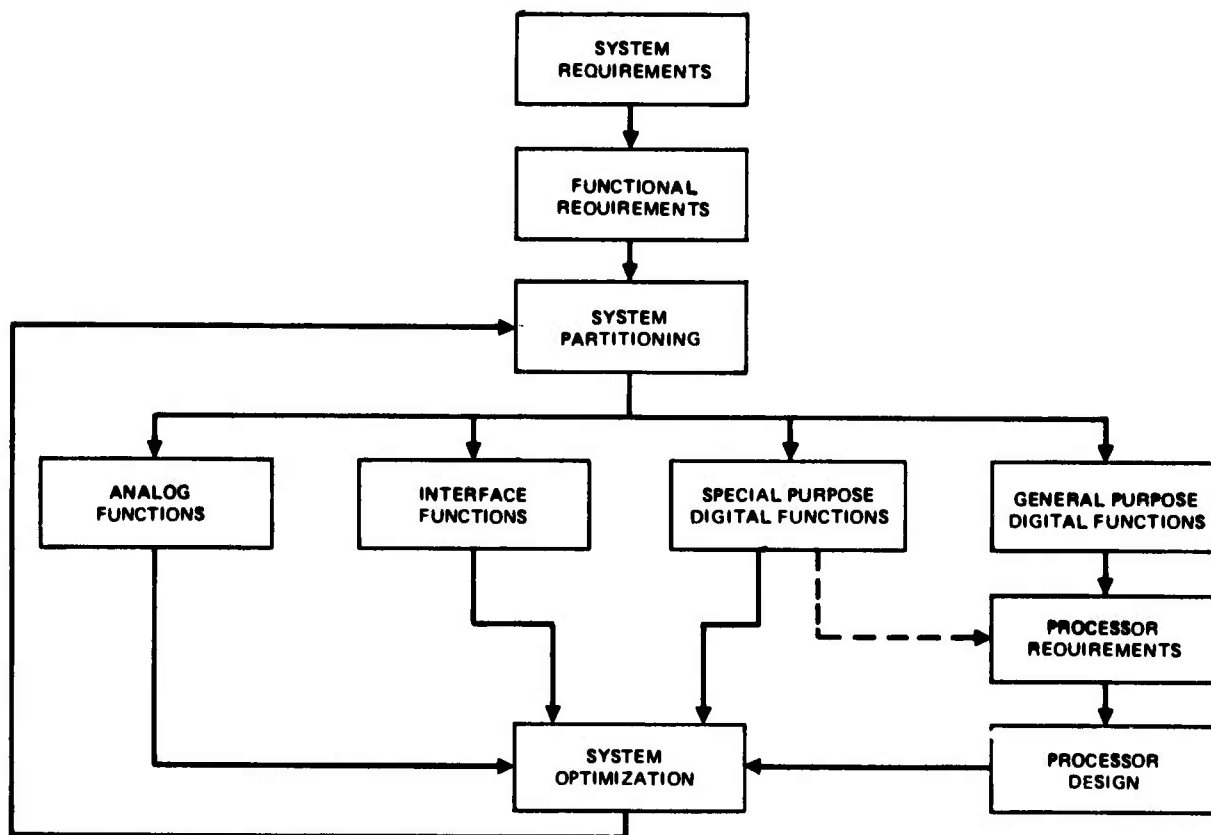 SYSTEM
REQUIREMENTS
FUNCTIONAL
REQUIREMENTS
SYSTEM
PARTITIONING
ANALOG
FUNCTIONS
INTERFACE
FUNCTIONS
SPECIAL PURPOSE
DIGITAL FUNCTIONS
GENERAL PURPOSE
DIGITAL FUNCTIONS
PROCESSOR
REQUIREMENTS
SYSTEM
OPTIMIZATION
PROCESSOR
DESIGN